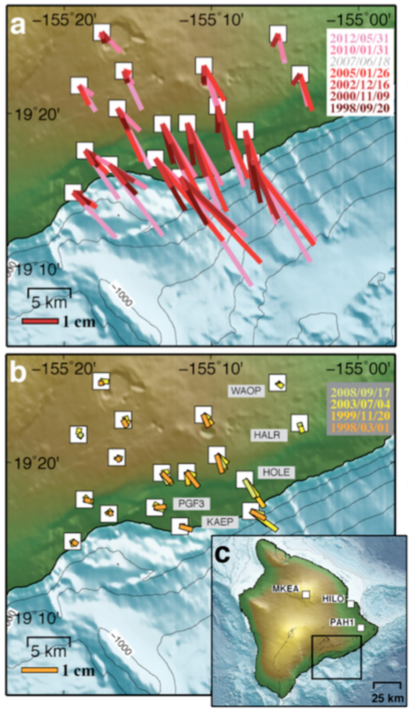 a
-155°20'
-155°10'
-155°00'
2012/05/31
2010/01/31
2007/06/18
2005/01/26
2002/12/16
2000/11/09
1998/09/20
19°20'
19°10'
-1000
5 km
1 cm
b
-155°20'
-155°10'
-155°00'
WAOP
2008/09/17
2003/07/04
1999/11/20
1998/03/01
HALR
19°20'
HOLE
PGF3
KAEP
19°10'
-1000
5 km
1 cm
c
MKEA
HILO
PAH1
25 km